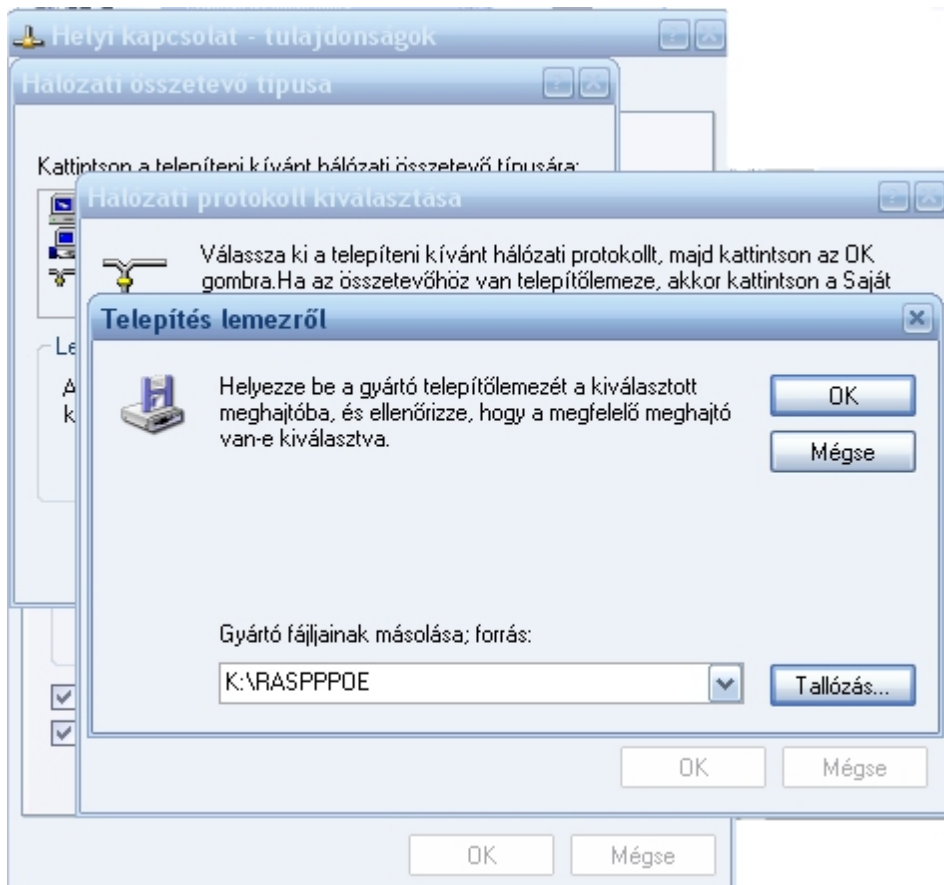 Helyi kapcsolat - tulajdonságok
Hálózati összetevő típusa
Kattintson a telepíteni kívánt hálózati összetevő típusára:
Hálózati protokoll kiválasztása
Válassza ki a telepíteni kívánt hálózati protokollt, majd kattintson az OK
gombra.Ha az összetevőhöz van telepítőlemeze, akkor kattintson a Saját
Telepítés lemezről
Le
A
k
Helyezze be a gyártó telepítőlemezét a kiválasztott
meghajtóba, és ellenőrizze, hogy a megfelelő meghajtó
van-e kiválasztva.
OK
Mégse
Gyártó fájljainak másolása; forrás:
K:\RASPPPOE
Tallózás...
OK
Mégse
OK
Mégse